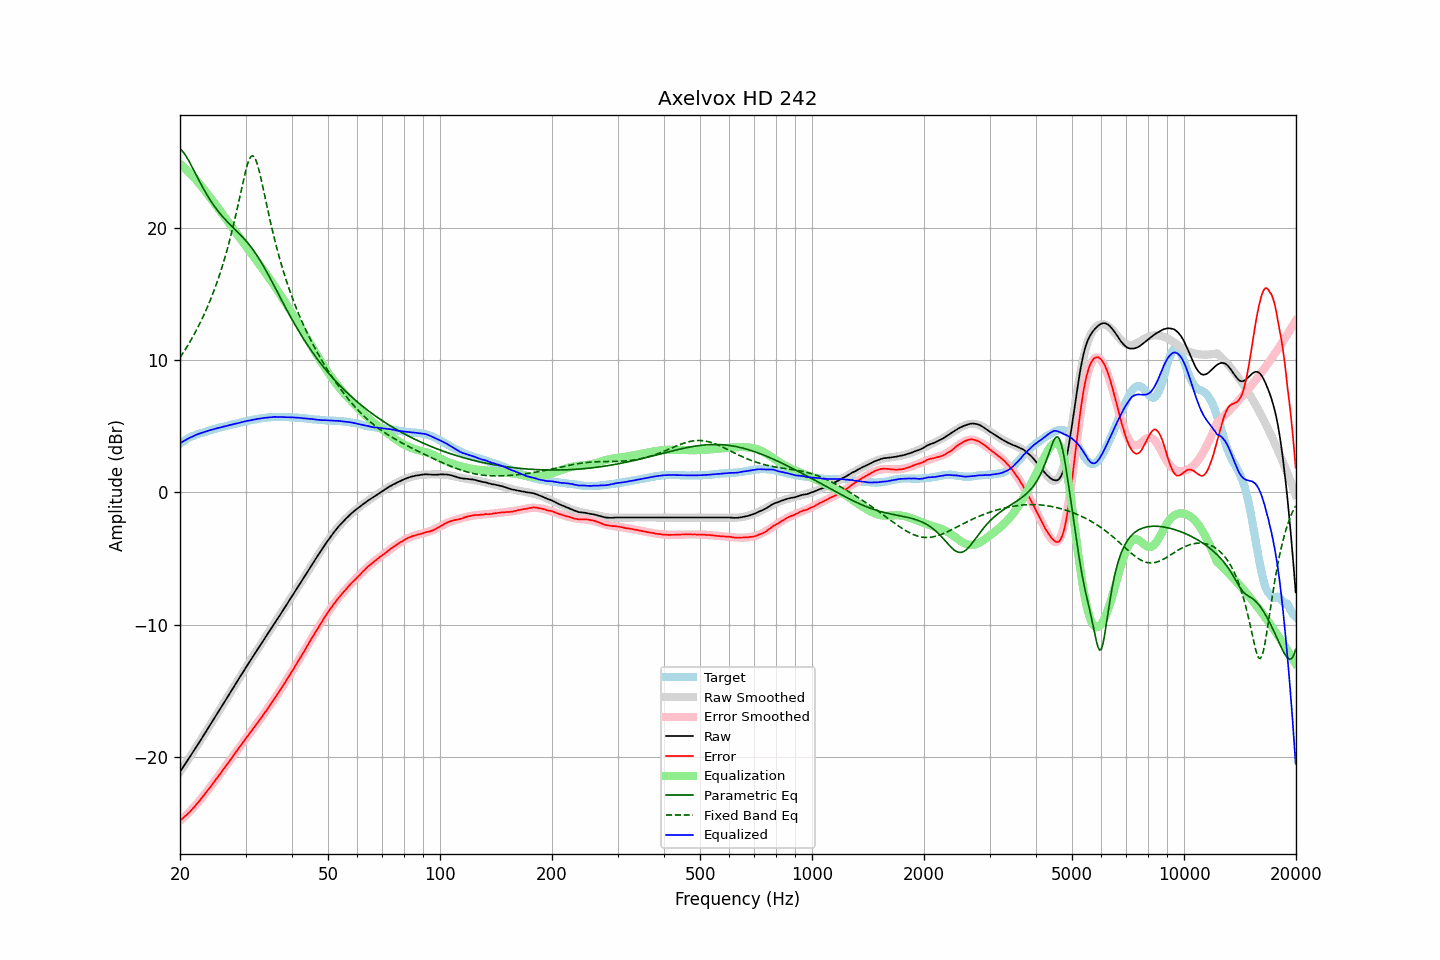 Axelvox HD 242
Amplitude (dBr)
20
10
0
−10
−20
Target
Raw Smoothed
Error Smoothed
Raw
Error
Equalization
Parametric Eq
Fixed Band Eq
Equalized
20 50 100 200 500 1000 2000 5000 10000 20000
Frequency (Hz)